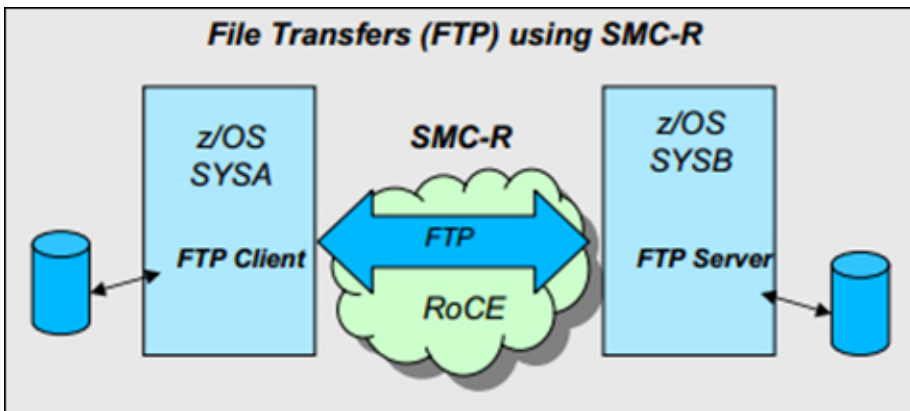 File Transfers (FTP) using SMC-R
z/OS
SYSA
FTP Client
SMC-R
FTP
RoCE
z/OS
SYSB
FTP Server